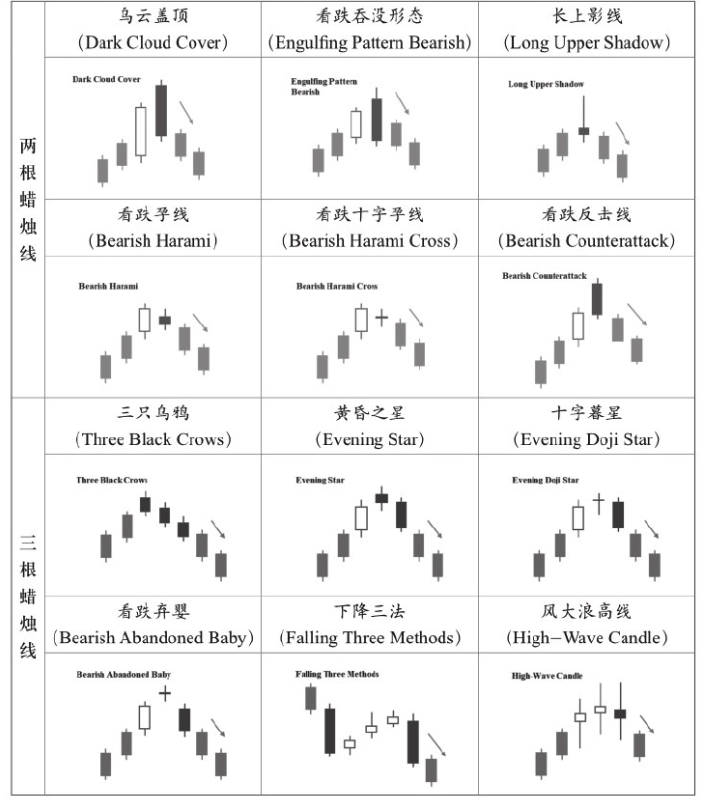 乌云盖顶
(Dark Cloud Cover)
看跌吞没形态
(Engulfing Pattern Bearish)
长上影线
(Long Upper Shadow)
两根蜡烛线
Dark Cloud Cover
Engulfing Pattern
Bearish
Long Upper Shadow
看跌孕线
(Bearish Harami)
看跌十字孕线
(Bearish Harami Cross)
看跌反击线
(Bearish Counterattack)
Bearish Harami
Bearish Harami Cross
Bearish Counterattack
三只乌鸦
(Three Black Crows)
黄昏之星
(Evening Star)
十字暮星
(Evening Doji Star)
三根蜡烛线
Three Black Crows
Evening Star
Evening Doji Star
看跌弃婴
(Bearish Abandoned Baby)
下降三法
(Falling Three Methods)
风大浪高线
(High-Wave Candle)
Bearish Abandoned Baby
Falling Three Methods
High-Wave Candle